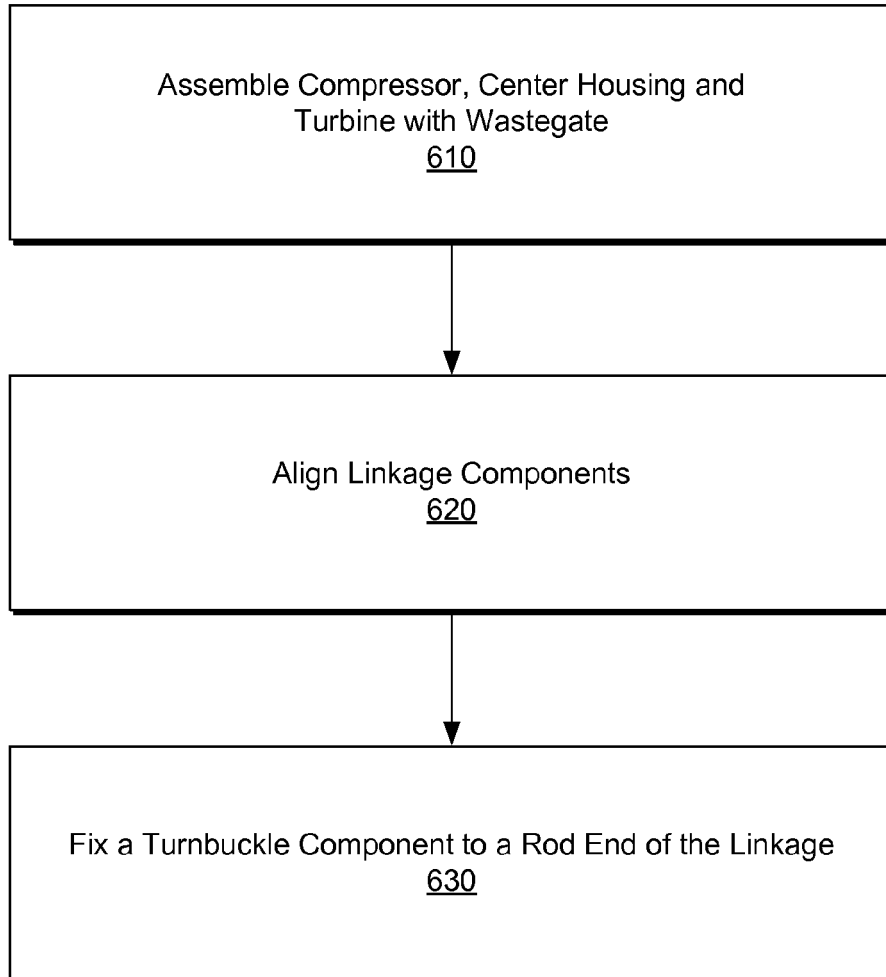 Assemble Compressor, Center Housing and
Turbine with Wastegate
610
Align Linkage Components
620
Fix a Turnbuckle Component to a Rod End of the Linkage
630